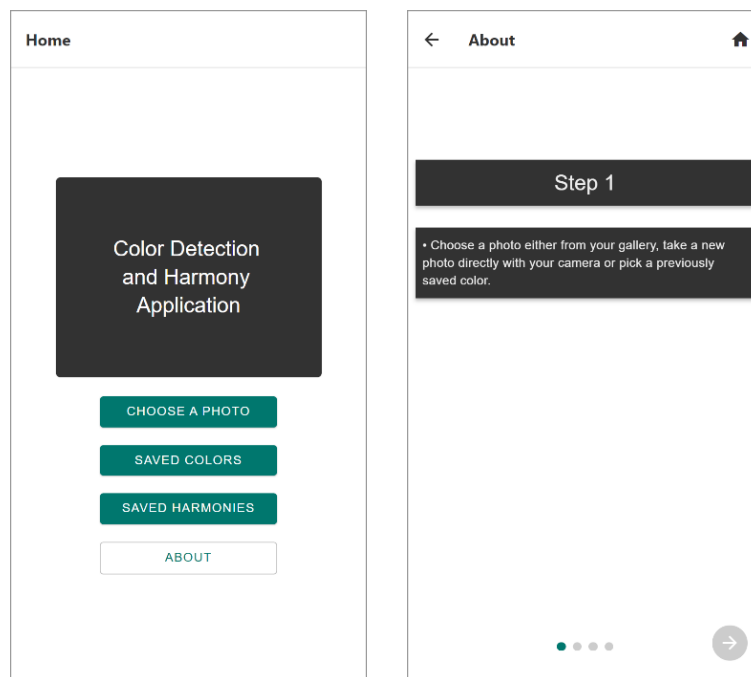 Home
Color Detection
and Harmony
Application
CHOOSE A PHOTO
SAVED COLORS
SAVED HARMONIES
ABOUT
About
Step 1
• Choose a photo either from your gallery, take a new
photo directly with your camera or pick a previously
saved color.